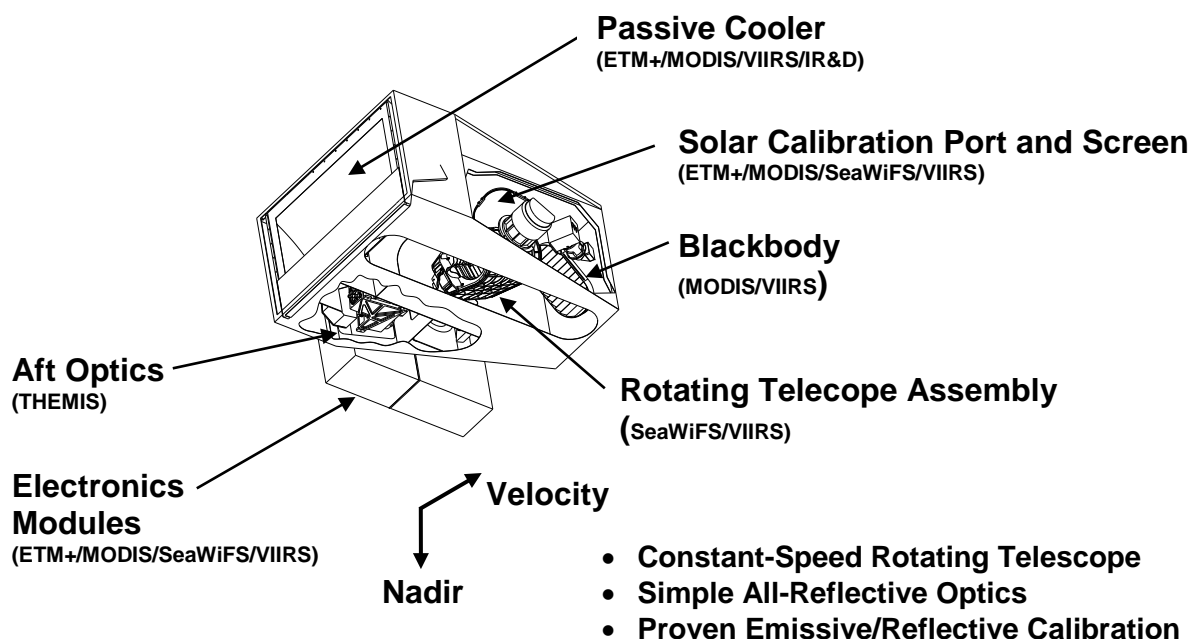 Passive Cooler
(ETM+/MODIS/VIIRS/IR&D)
Solar Calibration Port and Screen
(ETM+/MODIS/SeaWiFS/VIIRS)
Blackbody
(MODIS/VIIRS)
Aft Optics
(THEMIS)
Rotating Telecope Assembly
(SeaWiFS/VIIRS)
Electronics
Modules
(ETM+/MODIS/SeaWiFS/VIIRS)
Velocity
Nadir
• Constant-Speed Rotating Telescope
• Simple All-Reflective Optics
• Proven Emissive/Reflective Calibration